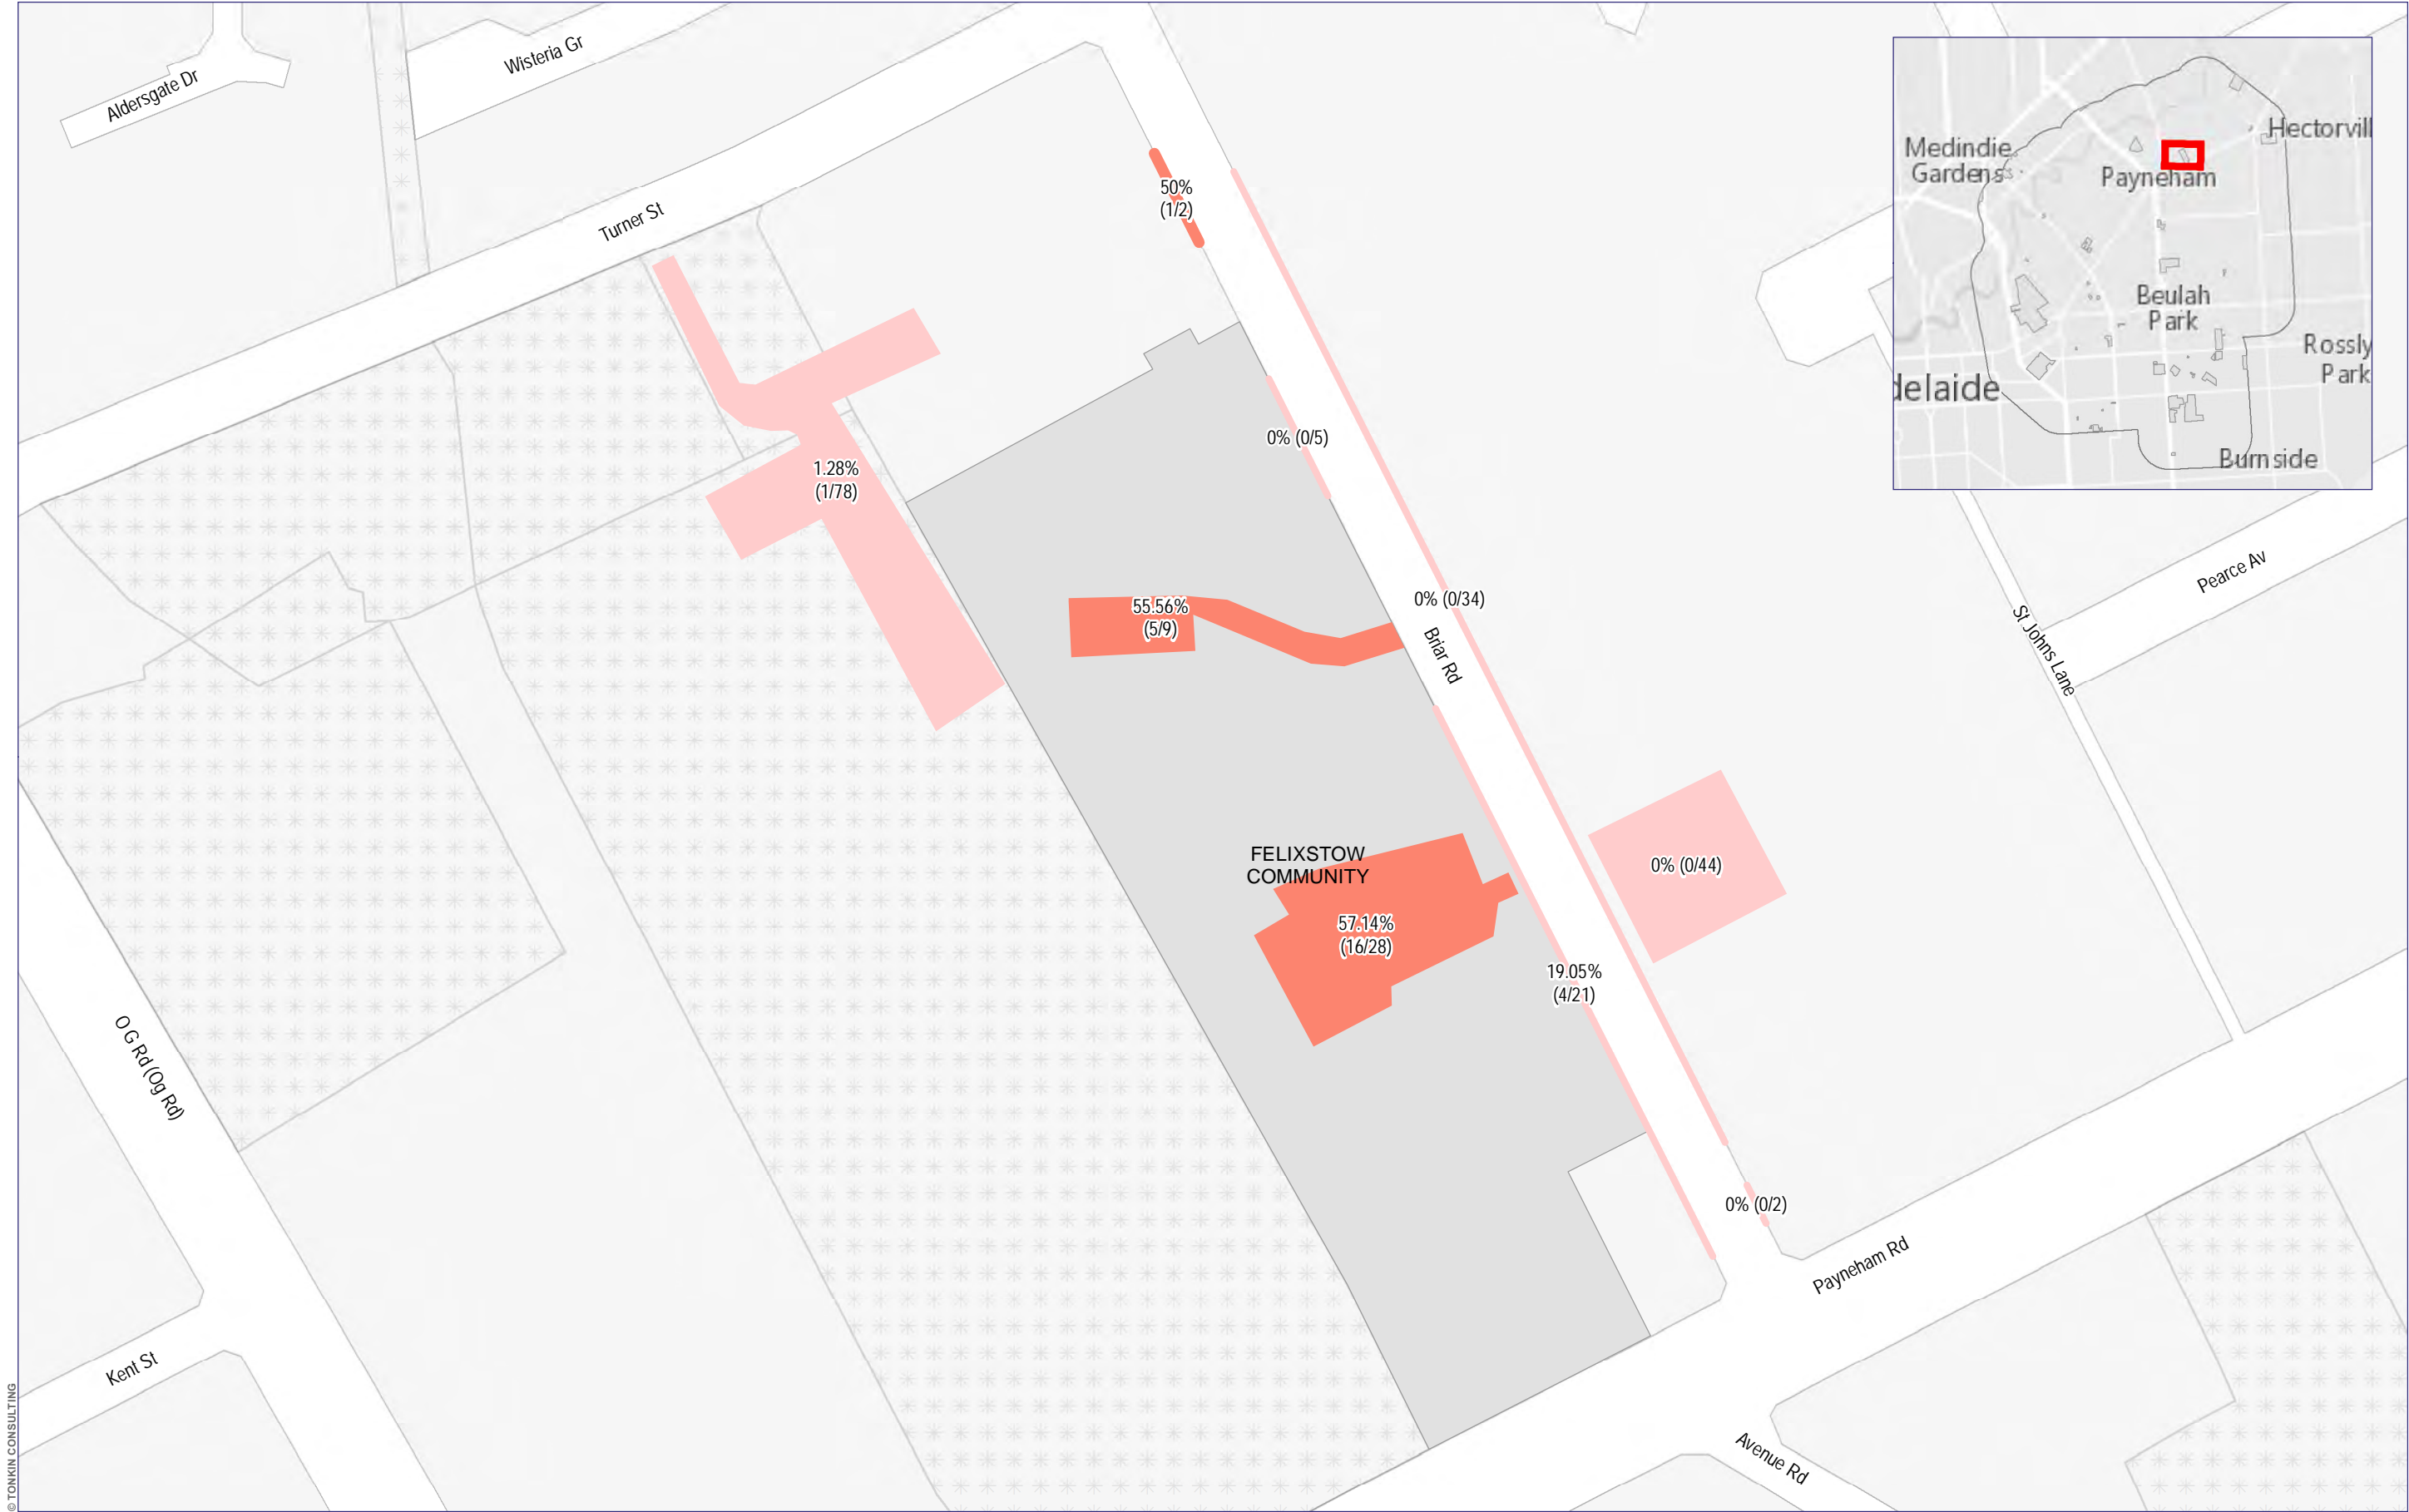 Wisteria Gr
Aldersgate Dr
Turner St
50%
(1/2)
Medindie
Gardens
Hectorvill
Payneham
Beulah
Park
Rossly
Park
delaide
Burnside
0% (0/5)
1.28%
(1/78)
55.56%
(5/9)
0% (0/34)
Briar Rd
Pearce Av
St Johns Lane
FELIXSTOW
COMMUNITY
0% (0/44)
57.14%
(16/28)
19.05%
(4/21)
O G Rd (Og Rd)
0% (0/2)
Payneham Rd
Kent St
Avenue Rd
© TONKIN CONSULTING